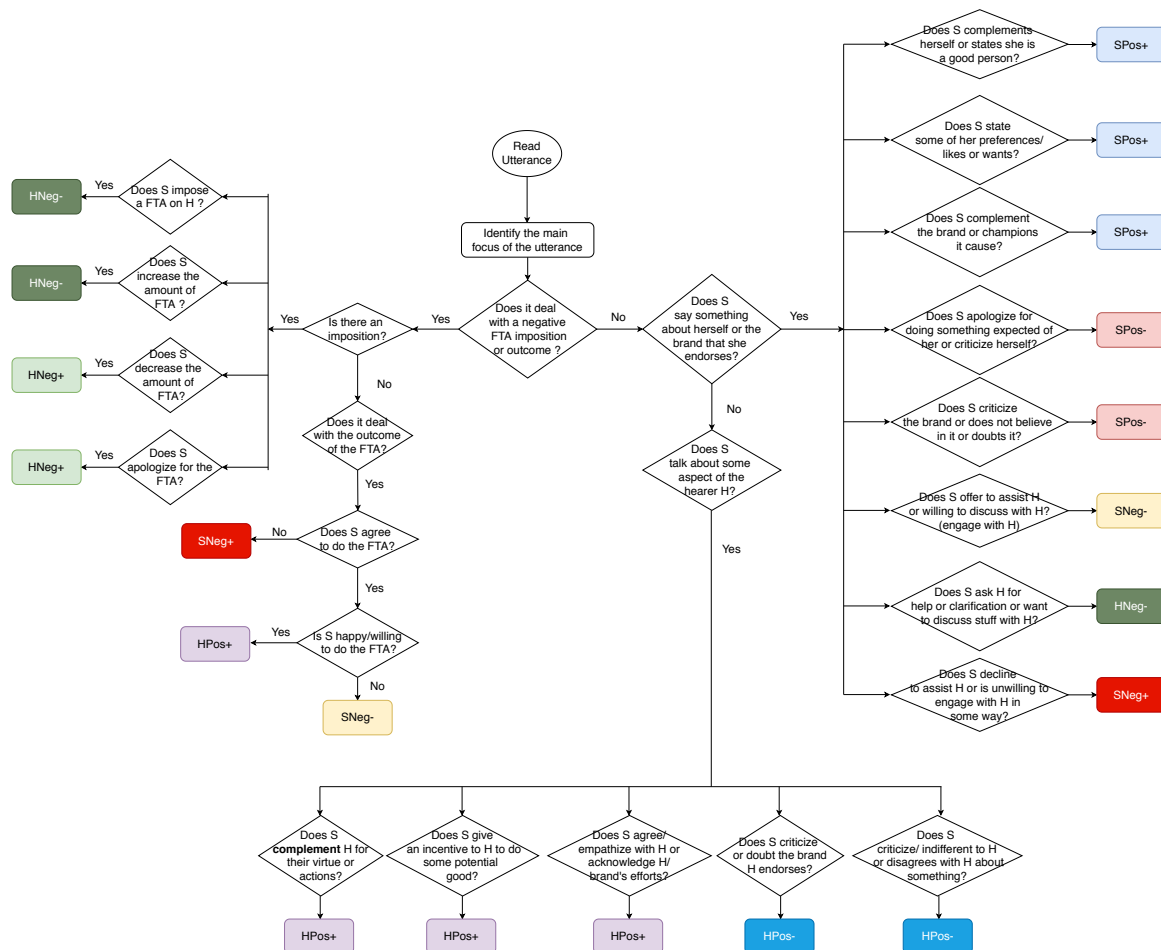 Read
Utterance
Identify the main
focus of the utterance
Does it deal
with a negative
FTA imposition
or outcome ?
Yes
No
Is there an
imposition?
Yes
No
Does S impose
a FTA on H ?
Yes
HNeg-
Does S
increase the
amount of
FTA ?
Yes
HNeg-
Does S
decrease the
amount of
FTA?
Yes
HNeg+
Does S
apologize for the
FTA?
Yes
HNeg+
Does it deal
with the outcome
of the FTA?
Yes
Does S agree
to do the FTA?
No
SNeg+
Yes
Is S happy/willing
to do the FTA?
Yes
HPos+
No
SNeg-
Does S
say something
about herself or the
brand that she
endorses?
Yes
No
Does S complements
herself or states she is
a good person?
SPos+
Does S state
some of her preferences/
likes or wants?
SPos+
Does S complement
the brand or champions
it cause?
SPos+
Does S apologize for
doing something expected of
her or criticize herself?
SPos-
Does S criticize
the brand or does not believe
in it or doubts it?
SPos-
Does S offer to assist H
or willing to discuss with H?
(engage with H)
SNeg-
Does S ask H for
help or clarification or want
to discuss stuff with H?
HNeg-
Does S decline
to assist H or is unwilling to
engage with H in
some way?
SNeg+
Does S
talk about some
aspect of the
hearer H?
Yes
Does S
complement H for
their virtue or
actions?
HPos+
Does S give
an incentive to H to do
some potential
good?
HPos+
Does S agree/
empathize with H or
acknowledge H/
brand's efforts?
HPos+
Does S criticize
or doubt the brand
H endorses?
HPos-
Does S
criticize/ indifferent to H
or disagrees with H about
something?
HPos-